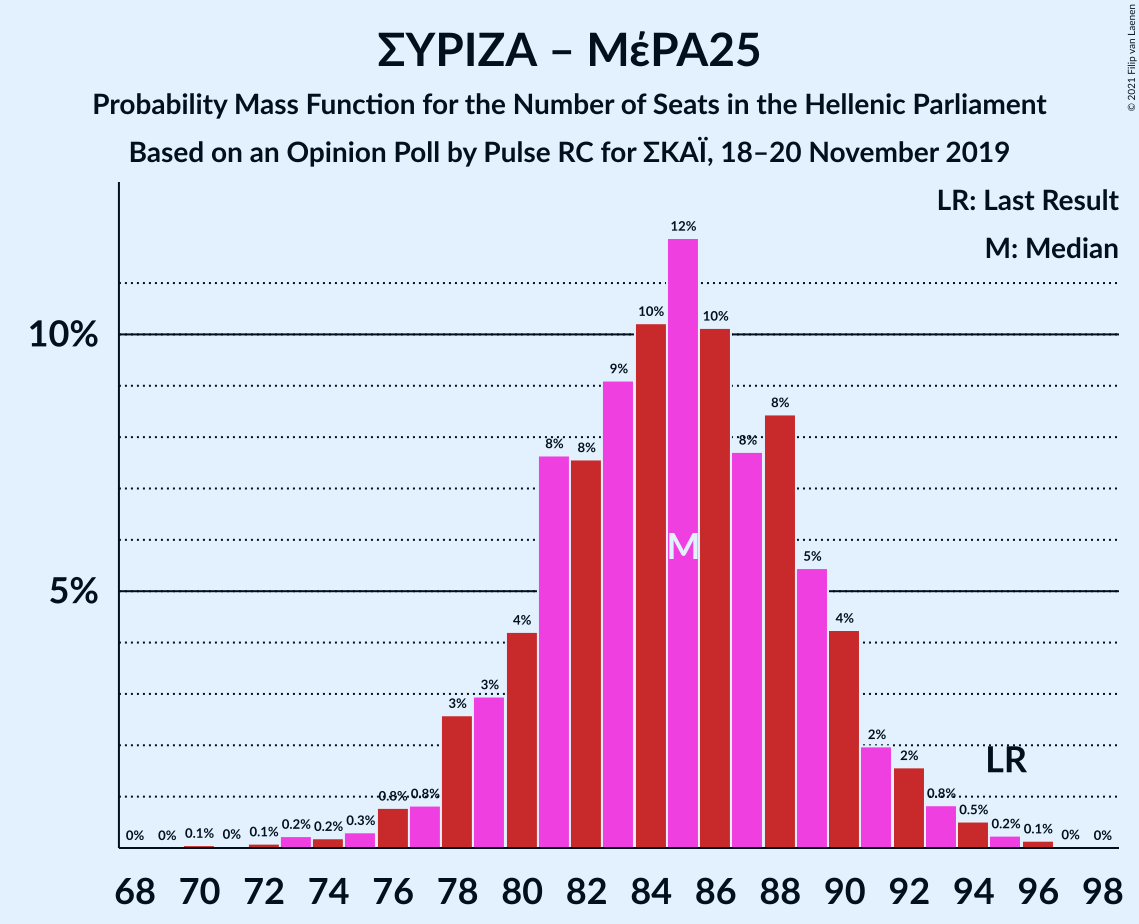 ΣΥΡΙΖΑ – ΜέΡΑ25
Probability Mass Function for the Number of Seats in the Hellenic Parliament
Based on an Opinion Poll by Pulse RC for ΣΚΑΪ, 18–20 November 2019
© 2021 Filip van Laenen
LR: Last Result
M: Median
12%
10% 10%
10%
9%
8% 8% 8% 8%
M
5%
5%
4% 4%
3% 3%
2% 2%
LR
0% 0% 0.1% 0% 0.1% 0.2% 0.2% 0.3% 0.8% 0.8% 0.8% 0.5% 0.2% 0.1% 0% 0%
68 70 72 74 76 78 80 82 84 86 88 90 92 94 96 98